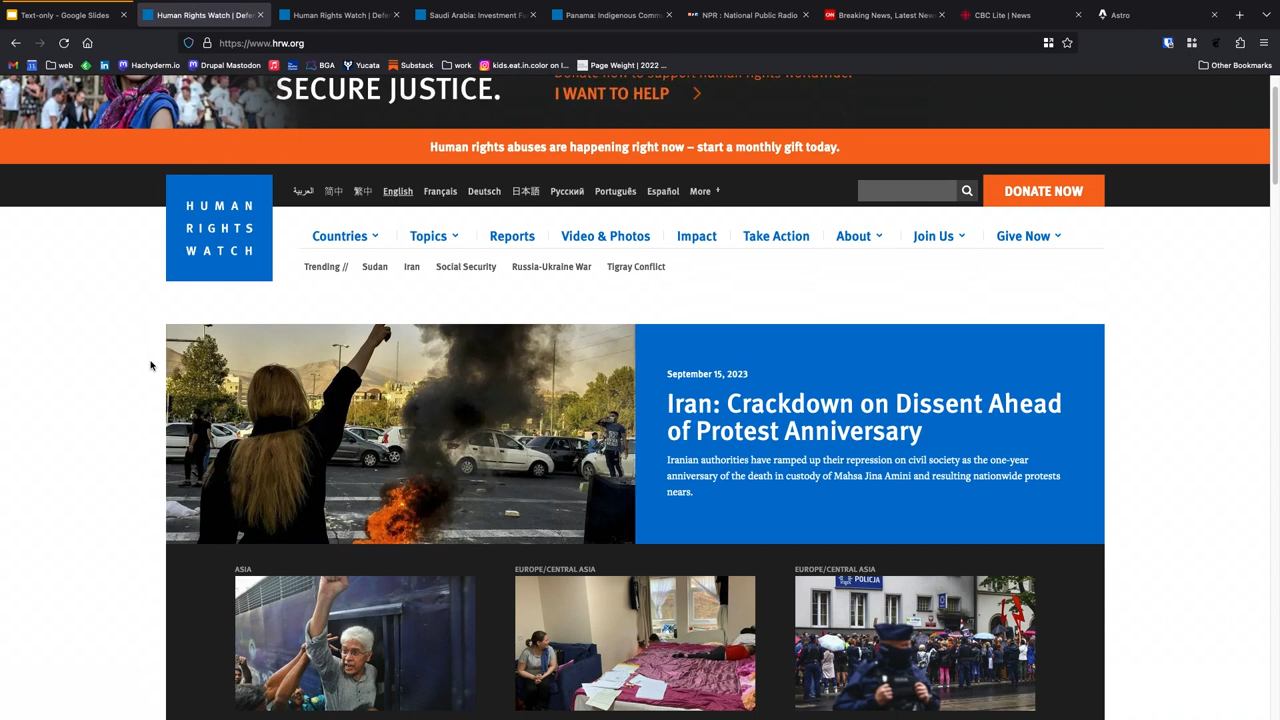 Text-only - Google Slides
Human Rights Watch | Defe
Human Rights Watch | Defe
Saudi Arabia: Investment Fu
Panama: Indigenous Comm
NPR : National Public Radio
Breaking News, Latest New
CBC Lite | News
Astro
https://www.hrw.org
web
Hachyderm.io
Drupal Mastodon
BGA
Yucata
Substack
work
kids.eat.in.color on I...
Page Weight | 2022 ...
Other Bookmarks
SECURE JUSTICE.
Donate now to support human rights worldwide.
I WANT TO HELP
Human rights abuses are happening right now – start a monthly gift today.
HUMAN
RIGHTS
WATCH
العربية 简中 繁中 English Français Deutsch 日本語 Русский Português Español More +
DONATE NOW
Countries Topics Reports Video & Photos Impact Take Action About Join Us Give Now
Trending // Sudan Iran Social Security Russia-Ukraine War Tigray Conflict
September 15, 2023
Iran: Crackdown on Dissent Ahead
of Protest Anniversary
Iranian authorities have ramped up their repression on civil society as the one-year
anniversary of the death in custody of Mahsa Jina Amini and resulting nationwide protests
nears.
ASIA
EUROPE/CENTRAL ASIA
EUROPE/CENTRAL ASIA
POLICJA